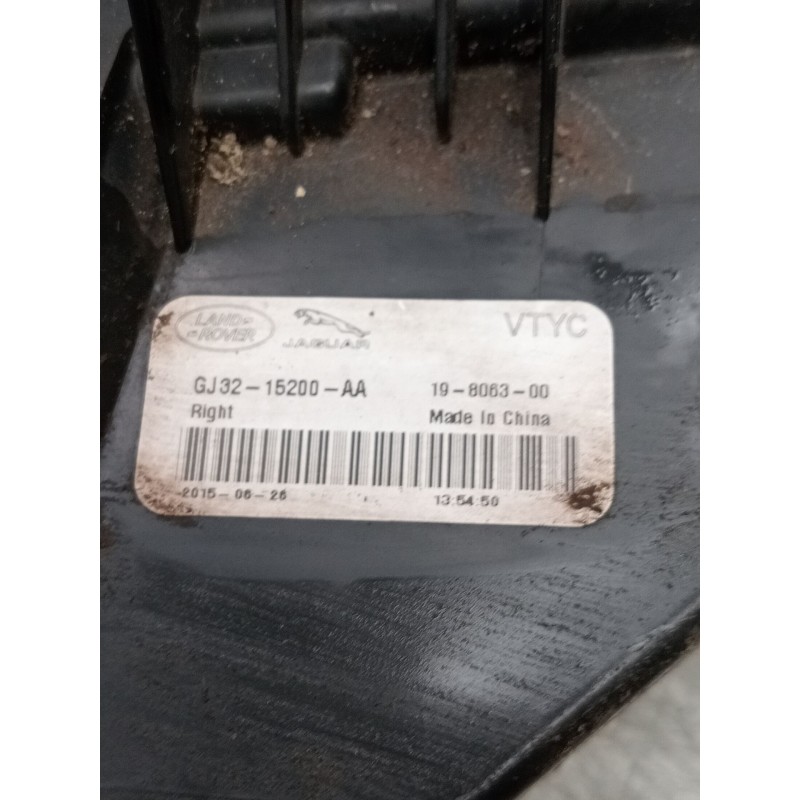 LAND
ROVER
JAGUAR
VTYC
GJ32-15200-AA
19-8063-00
Right
Made In China
2015-06-26
13:54:50